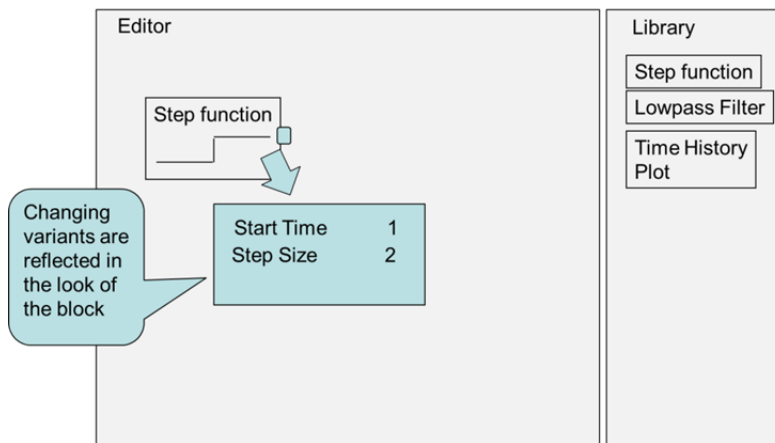 Editor
Step function
Start Time 1
Step Size 2
Changing
variants are
reflected in
the look of
the block
Library
Step function
Lowpass Filter
Time History
Plot